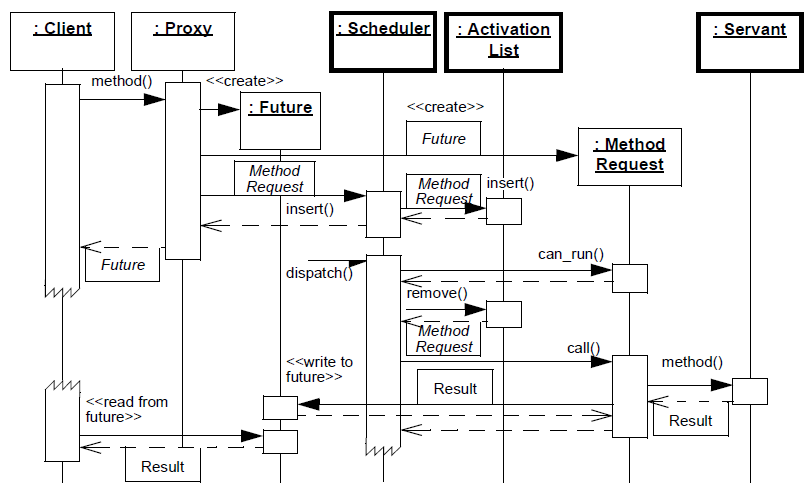 : Client
: Proxy
: Scheduler
: Activation
List
: Servant
method()
<<create>>
: Future
<<create>>
Future
: Method
Request
Method
Request
insert()
Method
Request
insert()
Future
dispatch()
can_run()
remove()
Method
Request
<<write to
future>>
call()
method()
Result
<<read from
future>>
Result
Result